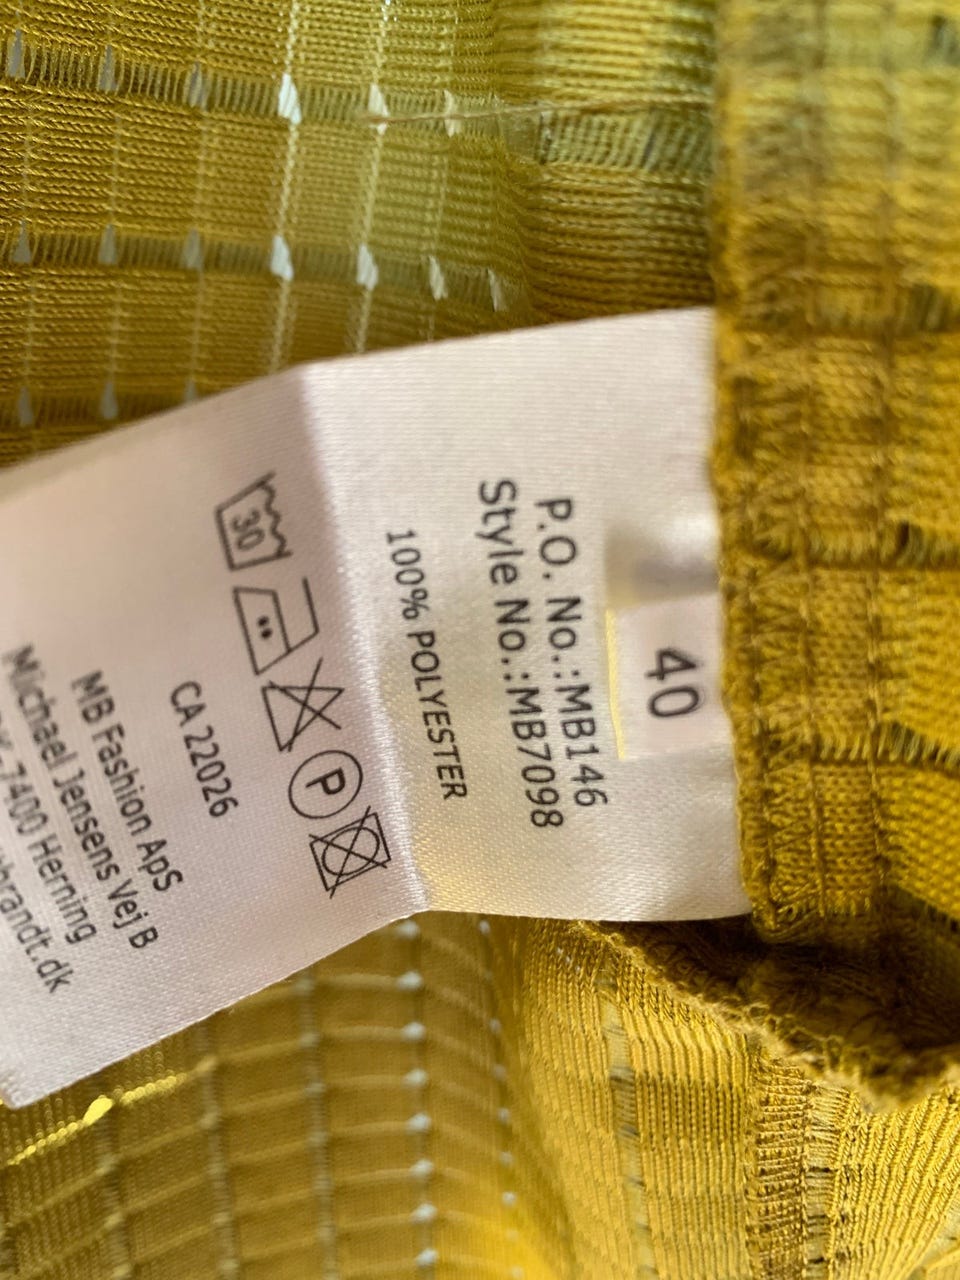 40
P.O. No.:MB146
Style No.:MB7098
100% POLYESTER
30
P
CA 22026
MB Fashion ApS
Michael Jensens Vej B
7400 Herning